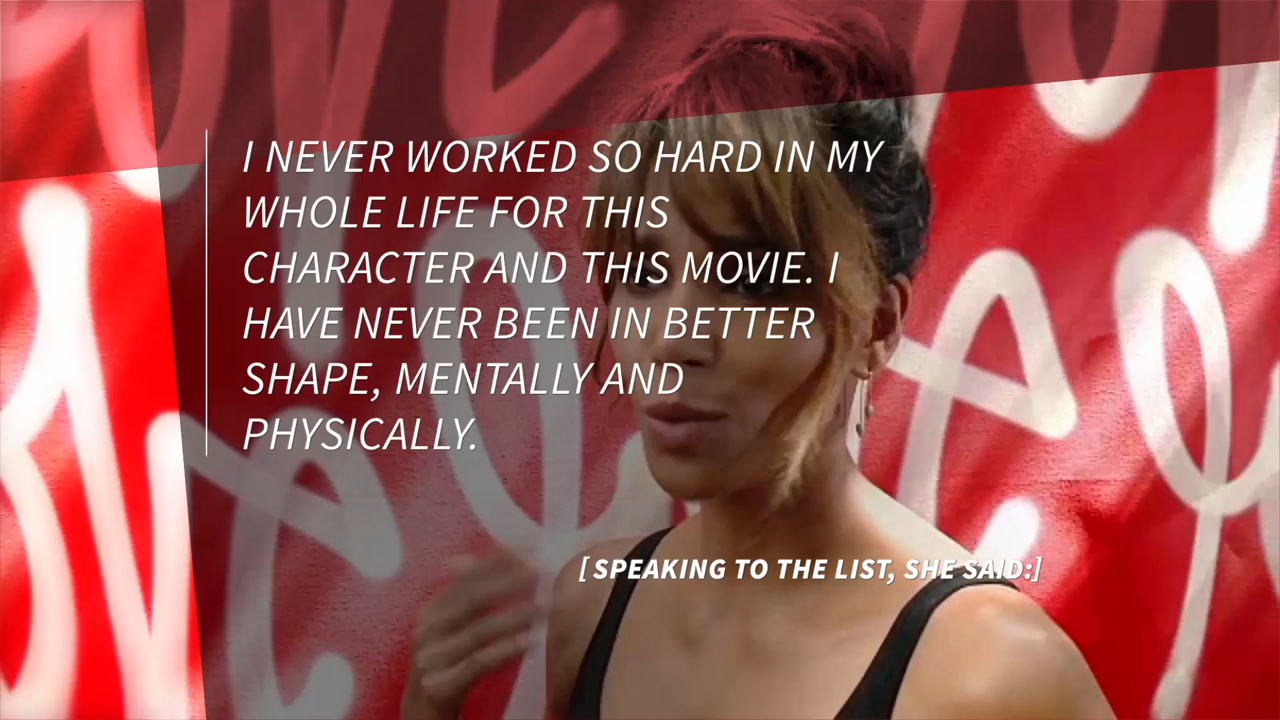 I NEVER WORKED SO HARD IN MY
WHOLE LIFE FOR THIS
CHARACTER AND THIS MOVIE. I
HAVE NEVER BEEN IN BETTER
SHAPE, MENTALLY AND
PHYSICALLY.
[SPEAKING TO THE LIST, SHE SAID:]